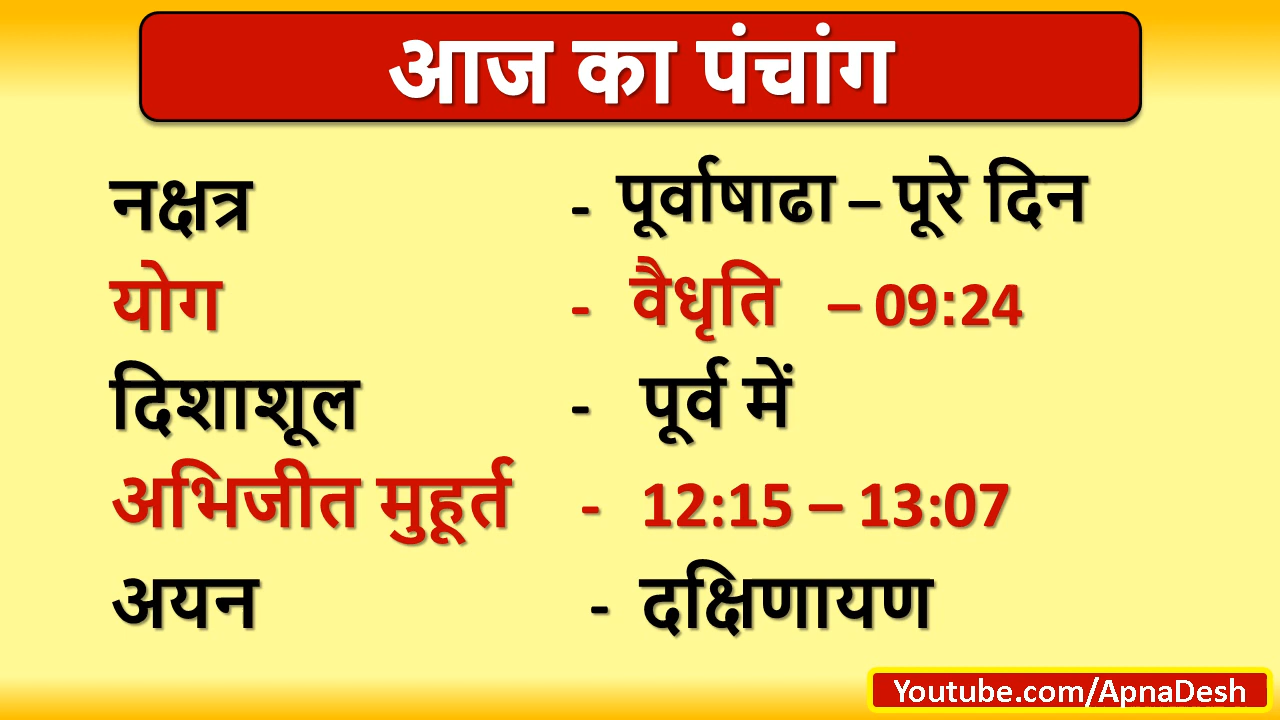 आज का पंचांग
नक्षत्र - पूर्वाषाढा – पूरे दिन
योग - वैधृति – 09:24
दिशाशूल - पूर्व में
अभिजीत मुहूर्त - 12:15 – 13:07
अयन - दक्षिणायण
Youtube.com/ApnaDesh